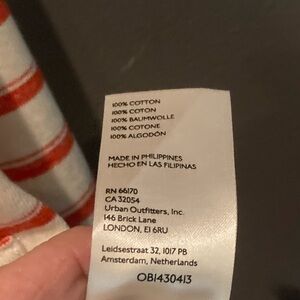 100% COTTON
100% COTON
100% BAUMWOLLE
100% COTONE
100% ALGODÓN
MADE IN PHILIPPINES
HECHO EN LAS FILIPINAS
RN 66170
CA 32054
Urban Outfitters, Inc.
146 Brick Lane
LONDON, E1 6RU
Leidsestraat 32, 1017 PB
Amsterdam, Netherlands
OB1430413